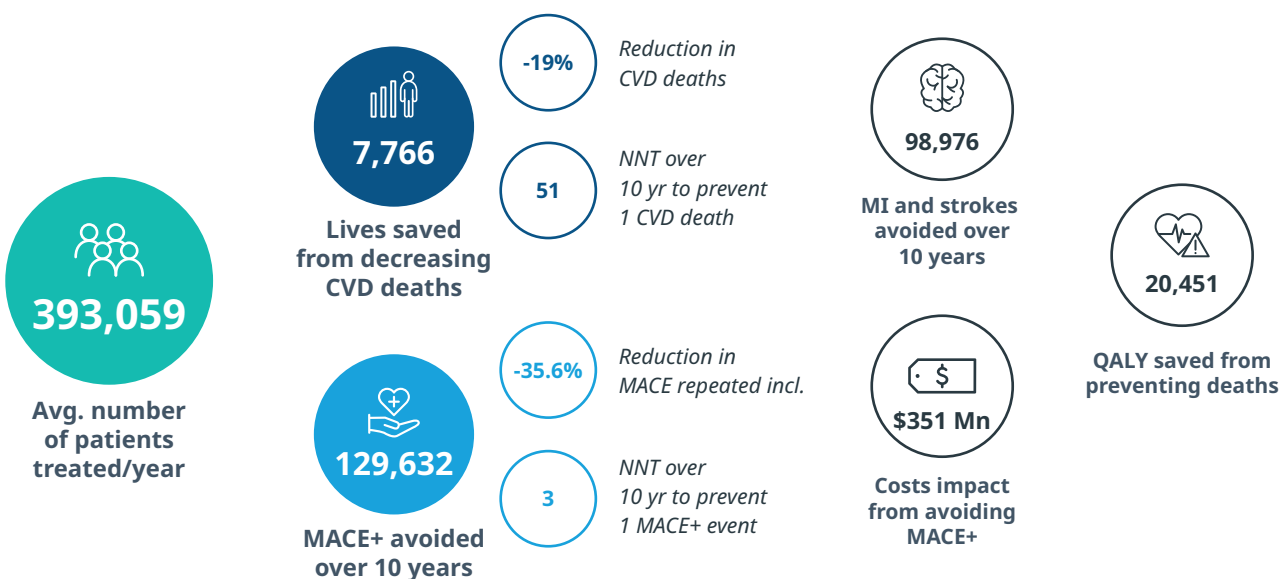 393,059
Avg. number
of patients
treated/year
7,766
Lives saved
from decreasing
CVD deaths
-19%
Reduction in
CVD deaths
51
NNT over
10 yr to prevent
1 CVD death
129,632
MACE+ avoided
over 10 years
-35.6%
Reduction in
MACE repeated incl.
3
NNT over
10 yr to prevent
1 MACE+ event
98,976
MI and strokes
avoided over
10 years
$
$351 Mn
Costs impact
from avoiding
MACE+
20,451
QALY saved from
preventing deaths